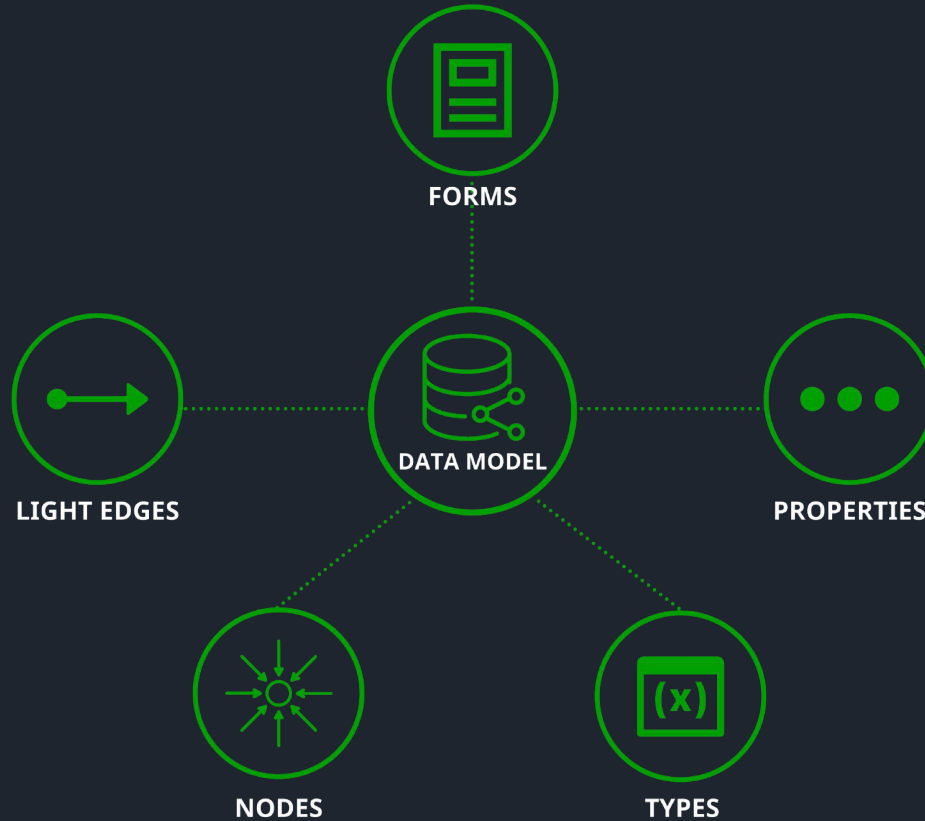 FORMS
DATA MODEL
LIGHT EDGES
PROPERTIES
(x)
NODES
TYPES